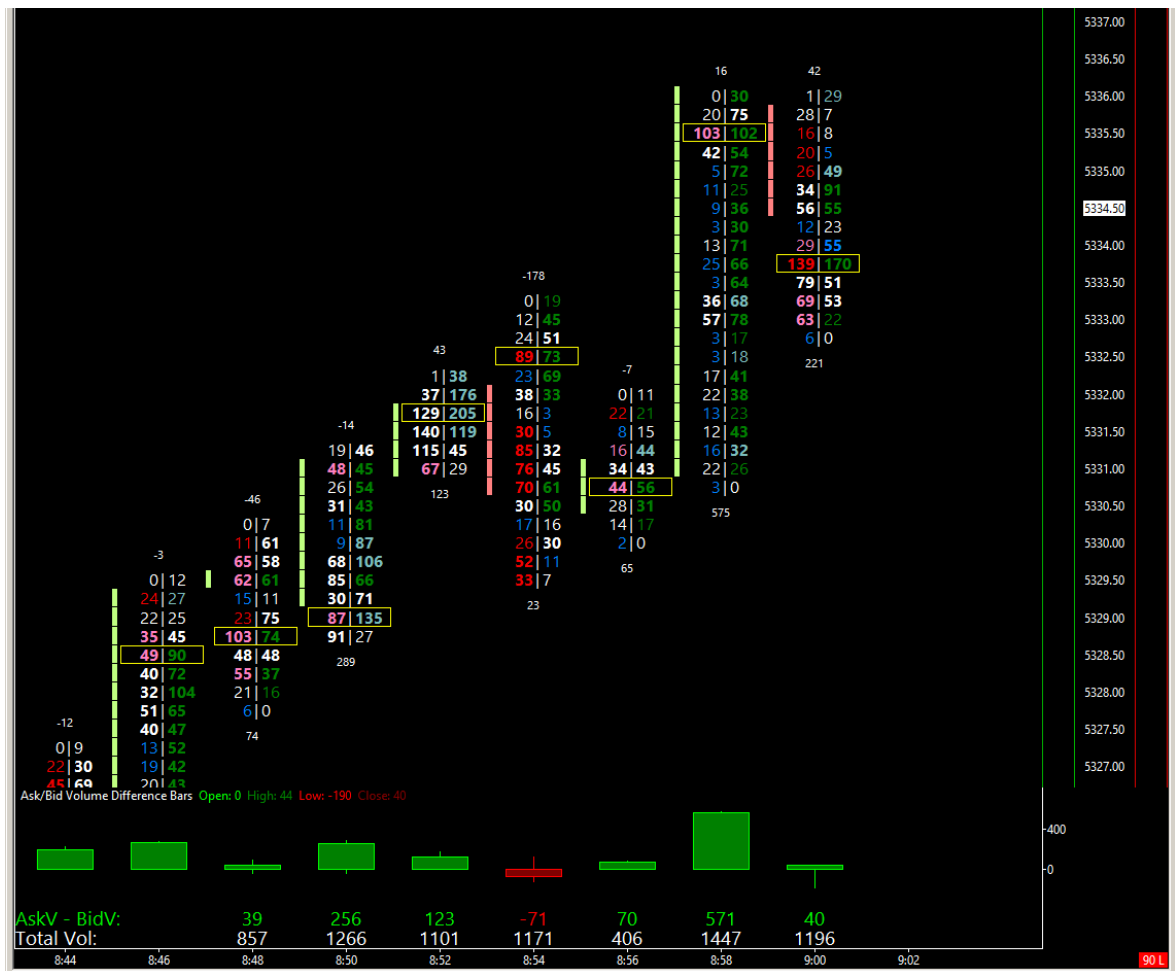 5337.00
5336.50
16 42
0|30 1|29 5336.00
20|75 28|7
103|102 16|8 5335.50
42|54 20|5
5|72 26|49 5335.00
11|25 34|91
9|36 56|55 5334.50
3|30 12|23
13|71 29|55 5334.00
25|66 139|170
-178
3|64 79|51 5333.50
0|19 36|68 69|53
12|45 57|78 63|22 5333.00
24|51 3|17 6|0
43
89|73 3|18 5332.50
221
-7
1|38 23|69 17|41
37|176 38|33 0|11 22|38 5332.00
129|205 16|3 22|21 13|23
-14
140|119 30|5 8|15 12|43 5331.50
19|46 115|45 85|32 16|44 16|32
48|45 67|29 76|45 34|43 22|26 5331.00
26|54 70|61 44|56 3|0
123
-46
31|43 30|50 28|31 5330.50
575
0|7 11|81 17|16 14|17
11|61 9|87 26|30 2|0 5330.00
-3
65|58 68|106 52|11
65
0|12 62|61 85|66 33|7 5329.50
24|27 15|11 30|71
23
22|25 23|75 87|135 5329.00
35|45 103|74 91|27
49|90 48|48 5328.50
289
40|72 55|37
32|104 21|16 5328.00
51|65 6|0
-12
40|47 5327.50
74
0|9 13|52
22|30 19|42 5327.00
45|69 20|43
Ask/Bid Volume Difference Bars Open: 0 High: 44 Low: -190 Close: 40
400
0
AskV - BidV: 39 256 123 -71 70 571 40
Total Vol: 857 1266 1101 1171 406 1447 1196
8:44 8:46 8:48 8:50 8:52 8:54 8:56 8:58 9:00 9:02 90 L